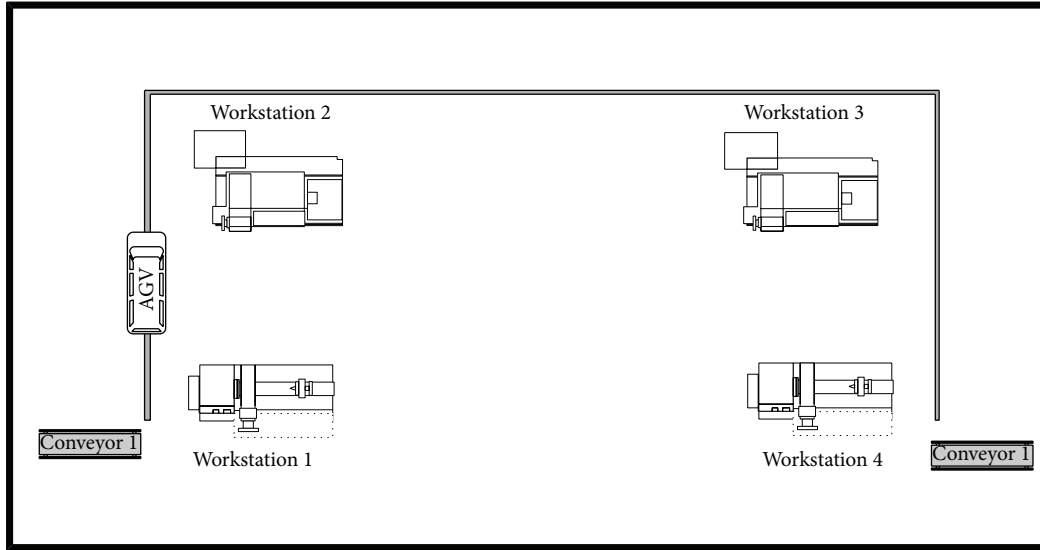 Workstation 2
Workstation 3
AGV
Conveyor 1
Workstation 1
Workstation 4
Conveyor 1